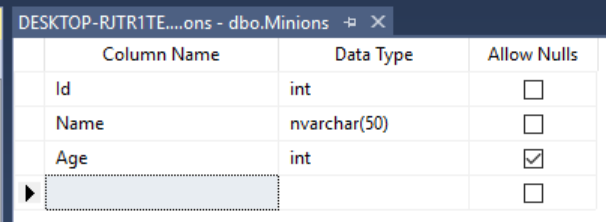 DESKTOP-RJTR1TE....ons - dbo.Minions
Column Name Data Type Allow Nulls
Id int
Name nvarchar(50)
Age int